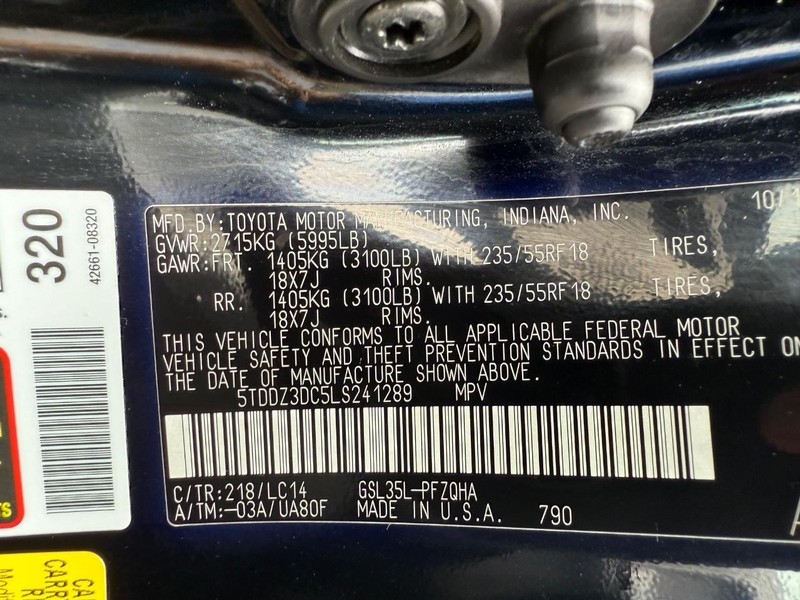 10/1
MFD.BY:TOYOTA MOTOR MANUFACTURING, INDIANA, INC.
GVWR:2715KG (5995LB)
GAWR:FRT. 1405KG (3100LB) WITH 235/55RF18 TIRES,
18X7J RIMS.
RR. 1405KG (3100LB) WITH 235/55RF18 TIRES,
18X7J RIMS.
THIS VEHICLE CONFORMS TO ALL APPLICABLE FEDERAL MOTOR
VEHICLE SAFETY AND THEFT PREVENTION STANDARDS IN EFFECT ON
THE DATE OF MANUFACTURE SHOWN ABOVE.
5TDDZ3DC5LS241289 MPV
C/TR:218/LC14 GSL35L-PFZQHA
A/TM:-03A/UA80F MADE IN U.S.A. 790
320
42661-08320
TS
CA
CARR
R